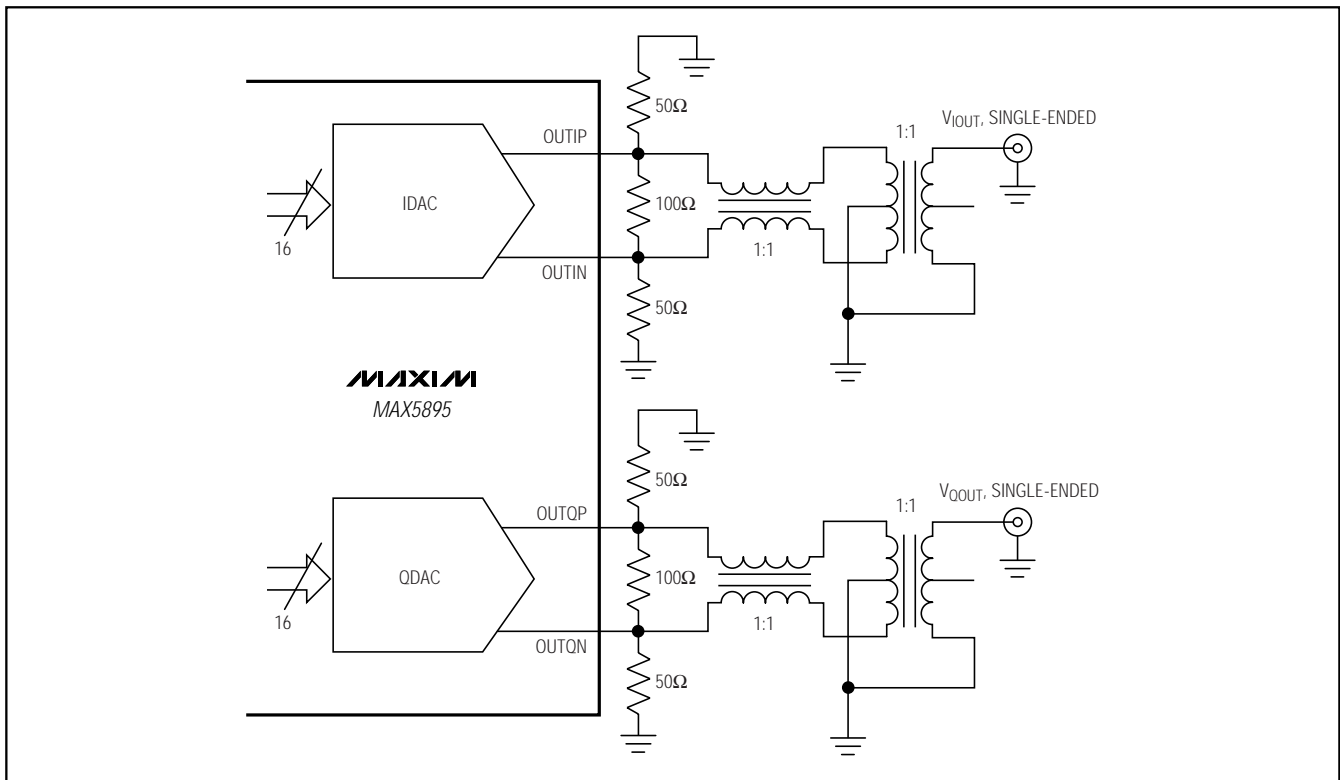 50Ω
OUTIP
100Ω
IDAC
16
OUTIN
50Ω
1:1
1:1
VIOUT, SINGLE-ENDED
MAXIM
MAX5895
50Ω
OUTQP
100Ω
QDAC
16
OUTQN
50Ω
1:1
1:1
VQOUT, SINGLE-ENDED